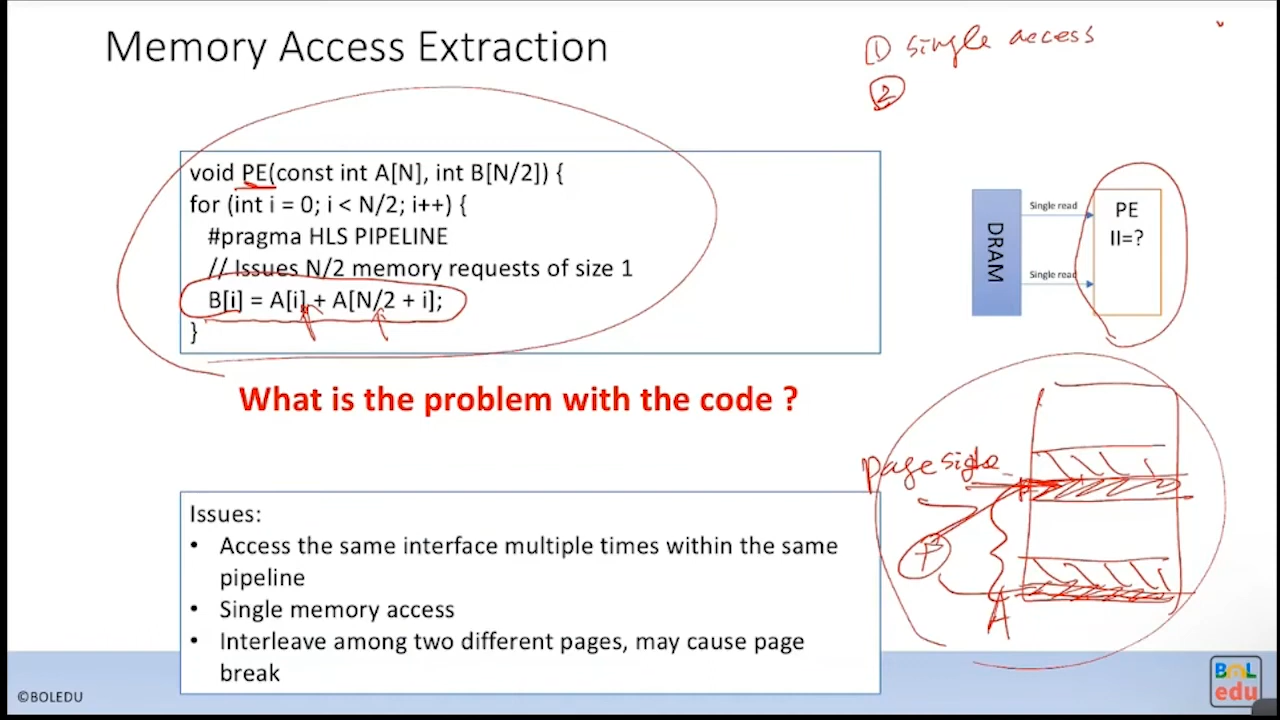 Memory Access Extraction
① single access
②
void PE(const int A[N], int B[N/2]) {
for (int i = 0; i < N/2; i++) {
#pragma HLS PIPELINE
// Issues N/2 memory requests of size 1
B[i] = A[i] + A[N/2 + i];
}
DRAM
Single read
Single read
PE
II=?
What is the problem with the code ?
page
A
Issues:
• Access the same interface multiple times within the same
pipeline
• Single memory access
• Interleave among two different pages, may cause page
break
©BOLEDU
BOL
edu